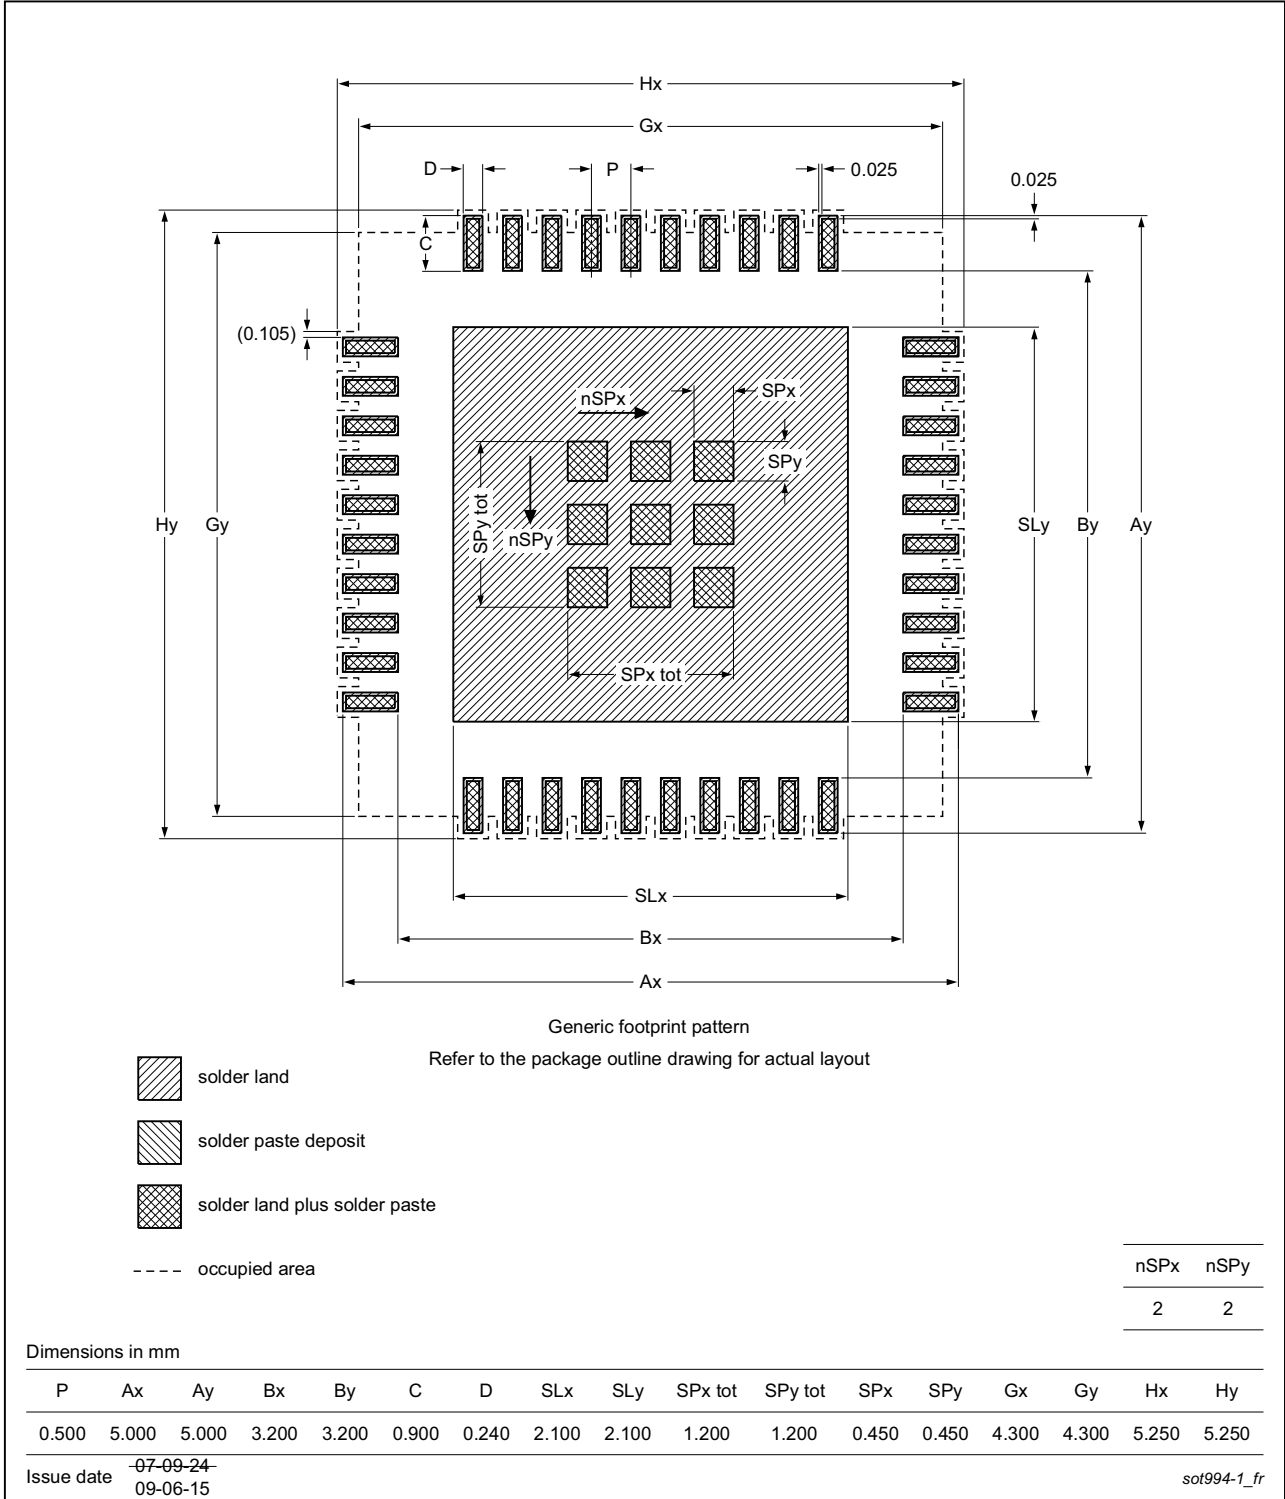 Hx
Gx
D
P
0.025
0.025
C
(0.105)
nSPx
SPx
SPy
SPy tot
nSPy
Hy
Gy
SLy
By
Ay
SPx tot
SLx
Bx
Ax
Generic footprint pattern
Refer to the package outline drawing for actual layout
solder land
solder paste deposit
solder land plus solder paste
occupied area
nSPx nSPy
2 2
Dimensions in mm
P Ax Ay Bx By C D SLx SLy SPx tot SPy tot SPx SPy Gx Gy Hx Hy
0.500 5.000 5.000 3.200 3.200 0.900 0.240 2.100 2.100 1.200 1.200 0.450 0.450 4.300 4.300 5.250 5.250
Issue date 07-09-24
09-06-15
sot994-1_fr